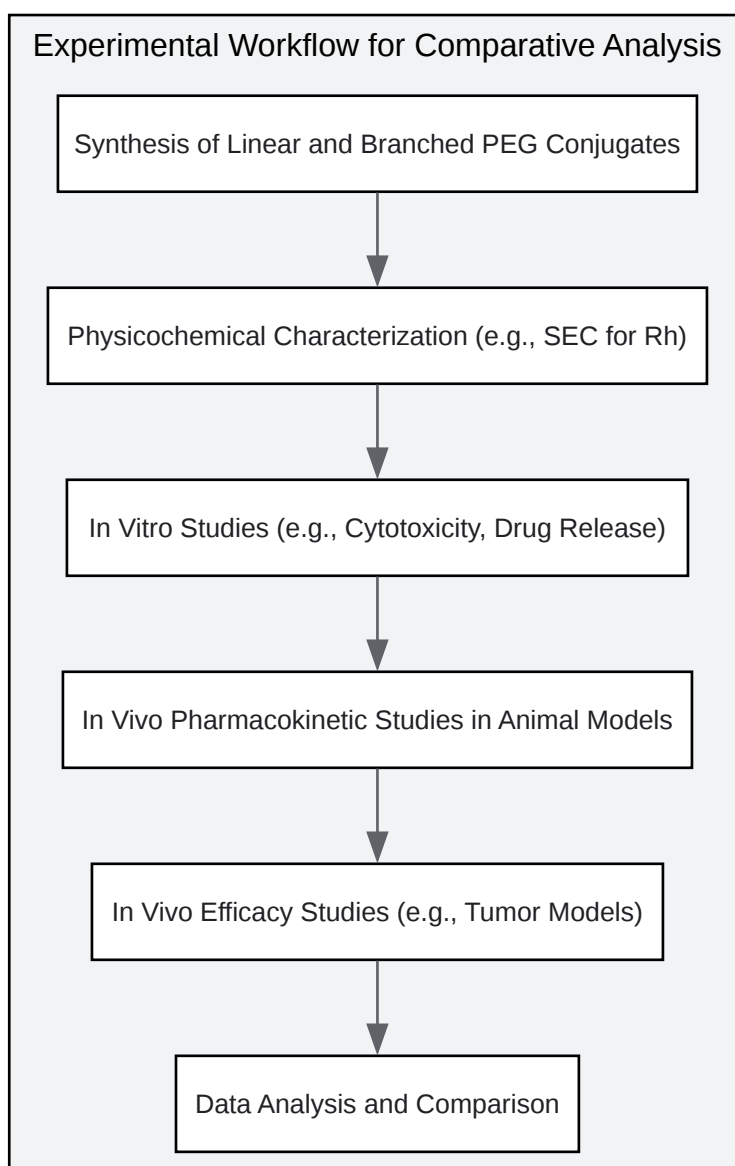 Experimental Workflow for Comparative Analysis
Synthesis of Linear and Branched PEG Conjugates
Physicochemical Characterization (e.g., SEC for Rh)
In Vitro Studies (e.g., Cytotoxicity, Drug Release)
In Vivo Pharmacokinetic Studies in Animal Models
In Vivo Efficacy Studies (e.g., Tumor Models)
Data Analysis and Comparison